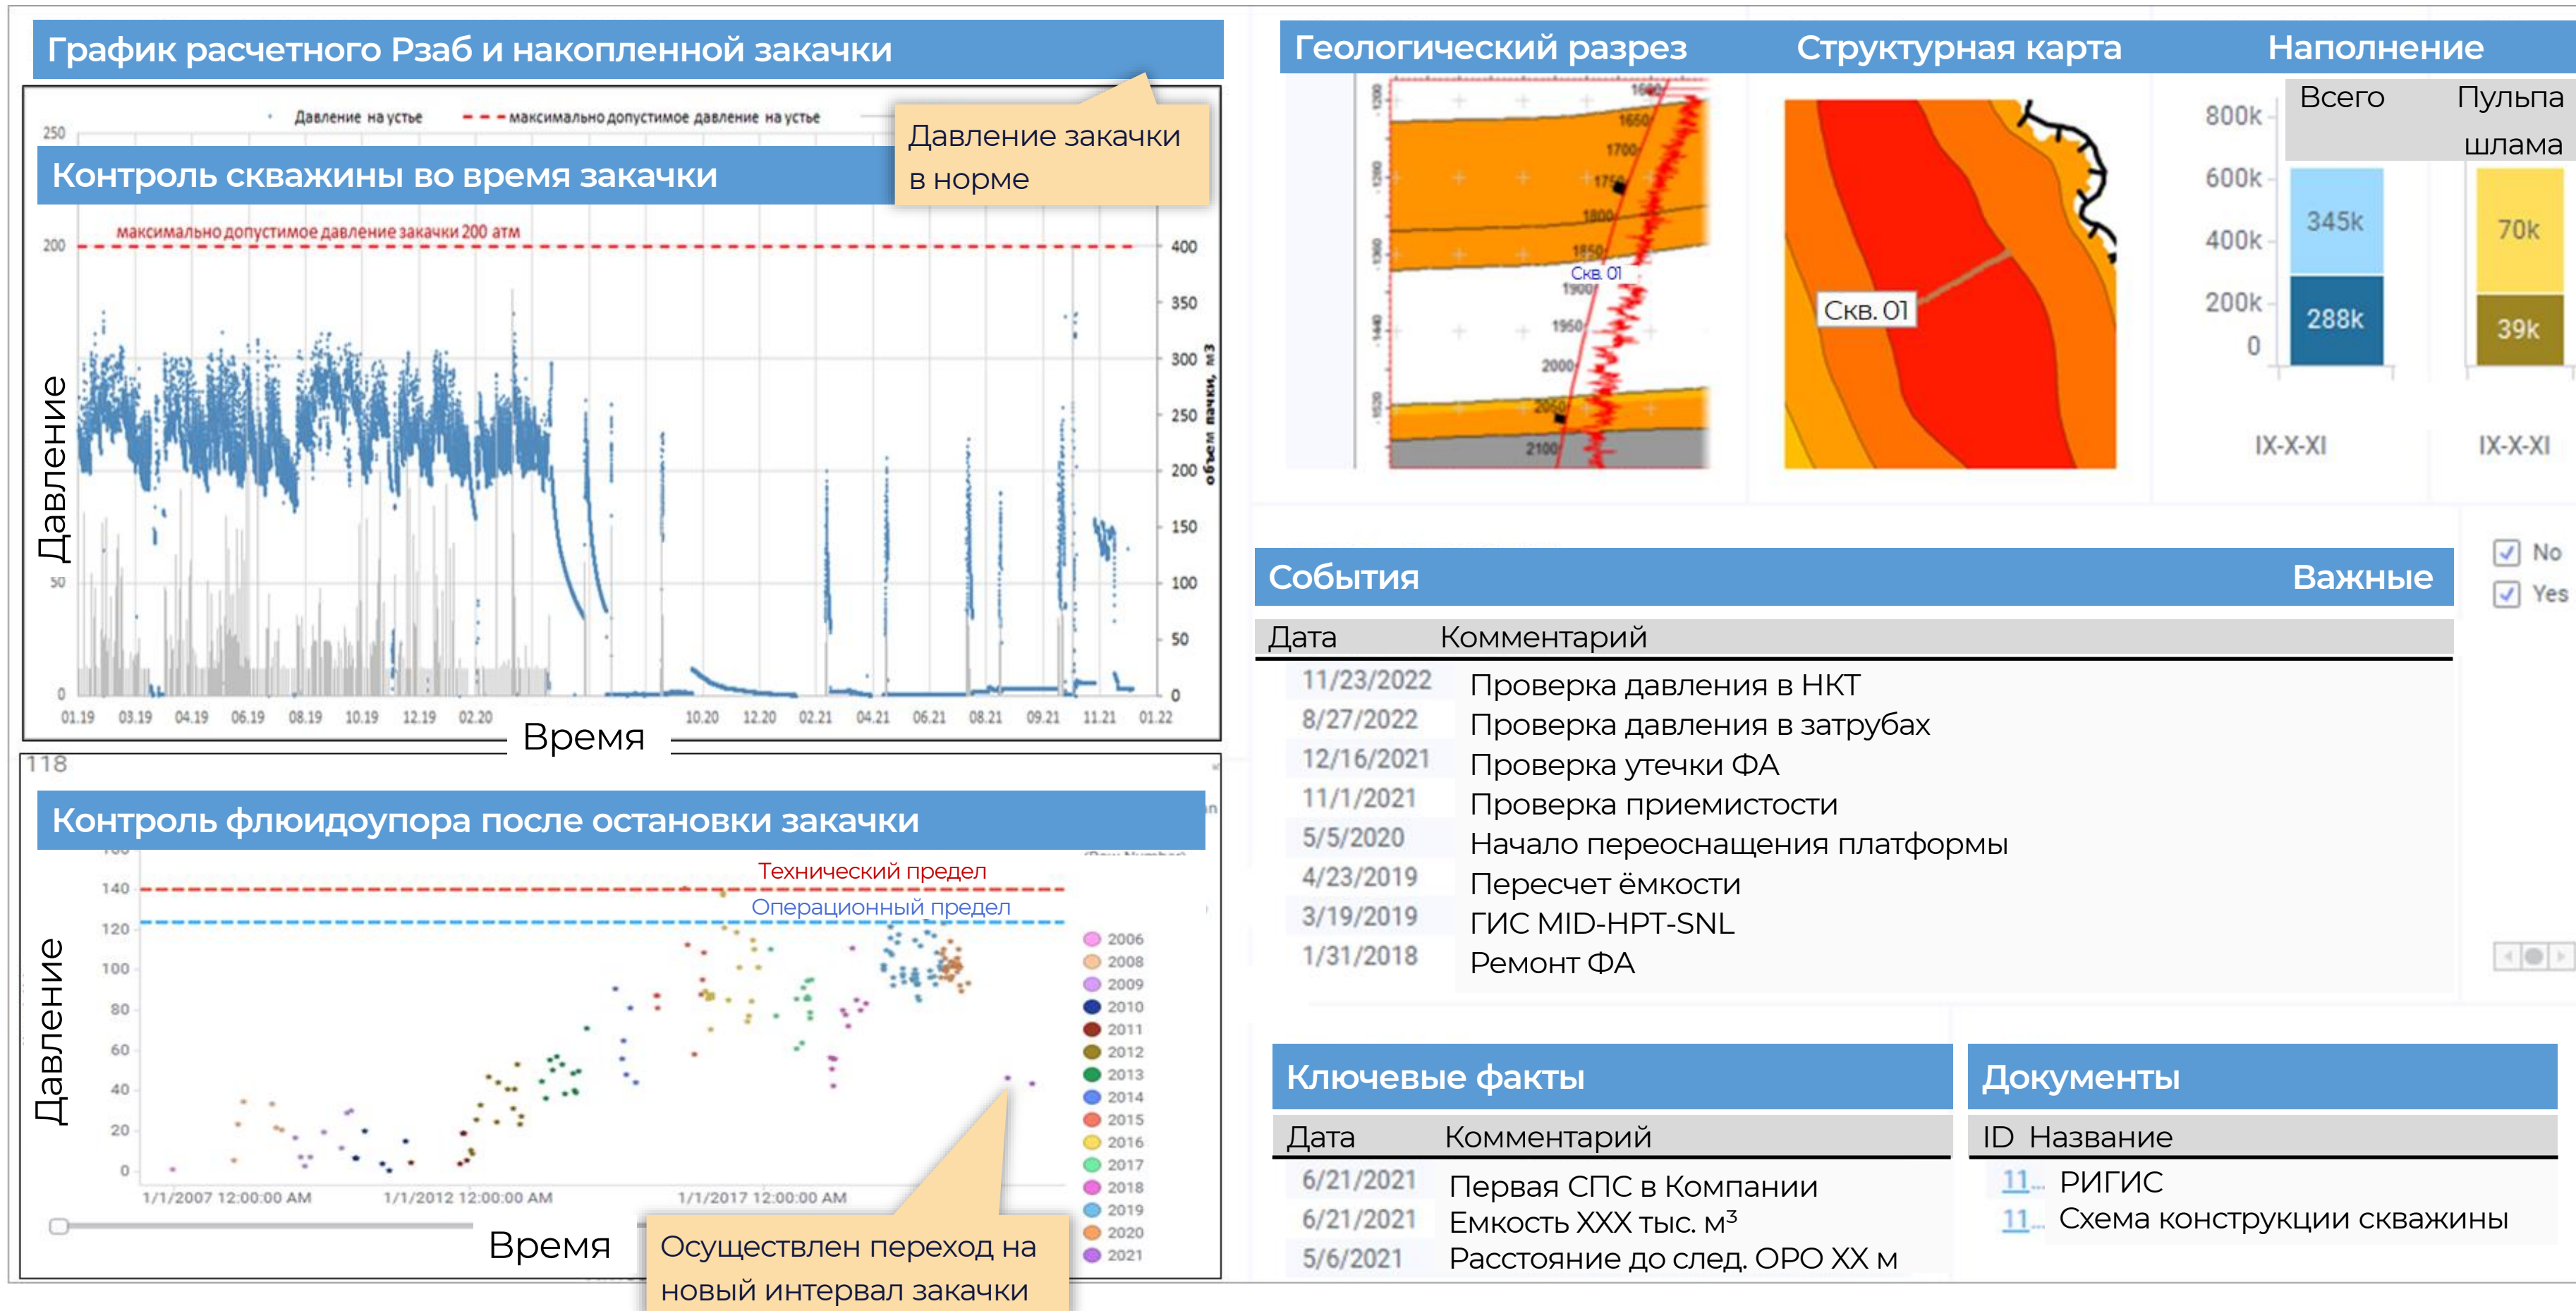 График расчетного Рзаб и накопленной закачки
Давление на устье
максимально допустимое давление на устье
Давление закачки
в норме
Контроль скважины во время закачки
максимально допустимое давление закачки 200 атм
250
200
50
0
400
350
300
250
200
150
100
50
0
Давление
объем пачки, м3
01.19 03.19 04.19 06.19 08.19 10.19 12.19 02.20 10.20 12.20 02.21 04.21 06.21 08.21 09.21 11.21 01.22
Время
118
Контроль флюидоупора после остановки закачки
Технический предел
Операционный предел
140
120
100
80
60
40
20
0
Давление
1/1/2007 12:00:00 AM 1/1/2012 12:00:00 AM 1/1/2017 12:00:00 AM
Время
2006
2008
2009
2010
2011
2012
2013
2014
2015
2016
2017
2018
2019
2020
2021
Осуществлен переход на
новый интервал закачки
Геологический разрез
-1200
-1280
-1360
-1440
-1520
1600
1650
1700
1750
1800
1850
Скв. 01
1900
1950
2000
2050
2100
Структурная карта
Скв. 01
Наполнение
Всего Пульпа
шлама
800k
600k
400k
200k
0
345k
288k
70k
39k
IX-X-XI IX-X-XI
События Важные
No
Yes
Дата Комментарий
11/23/2022 Проверка давления в НКТ
8/27/2022 Проверка давления в затрубах
12/16/2021 Проверка утечки ФА
11/1/2021 Проверка приемистости
5/5/2020 Начало переоснащения платформы
4/23/2019 Пересчет ёмкости
3/19/2019 ГИС MID-HPT-SNL
1/31/2018 Ремонт ФА
Ключевые факты
Дата Комментарий
6/21/2021 Первая СПС в Компании
6/21/2021 Емкость XXX тыс. м³
5/6/2021 Расстояние до след. ОРО XX м
Документы
ID Название
11... РИГИС
11... Схема конструкции скважины